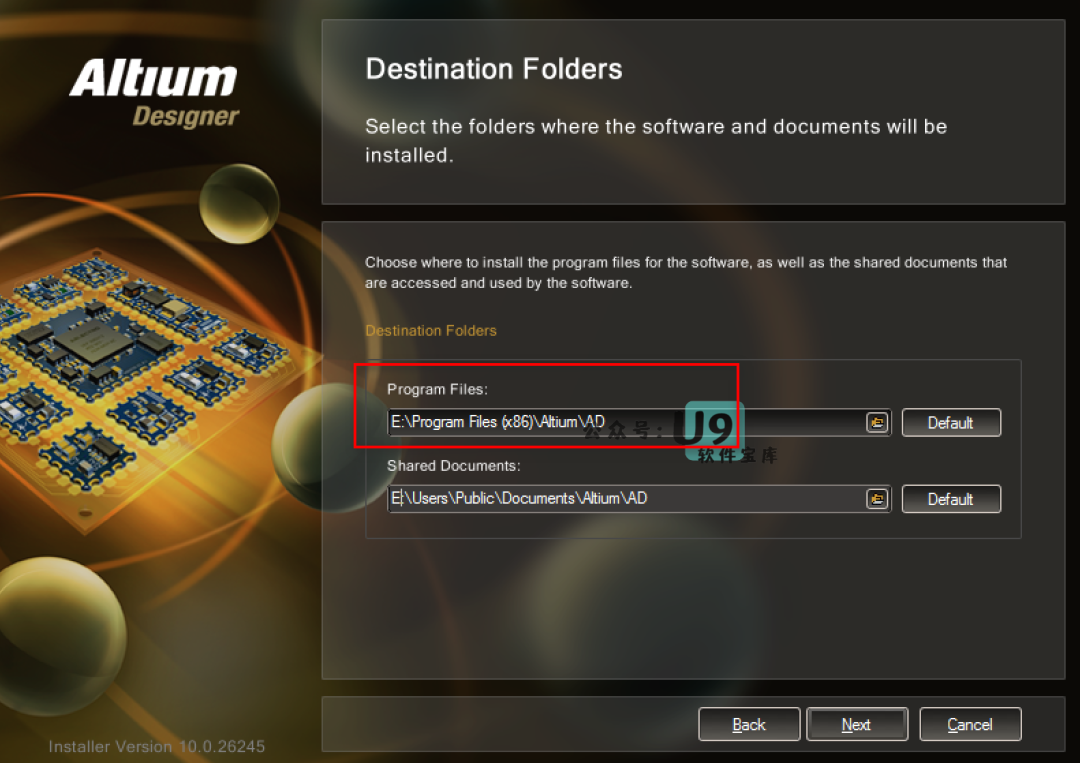 Altium
Designer
Destination Folders
Select the folders where the software and documents will be
installed.
Choose where to install the program files for the software, as well as the shared documents that
are accessed and used by the software.
Destination Folders
Program Files:
E:\Program Files (x86)\Altium\AD
Default
公众号:
U9
软件宝库
Shared Documents:
E:\Users\Public\Documents\Altium\AD
Default
Back
Next
Cancel
Installer Version 10.0.26245